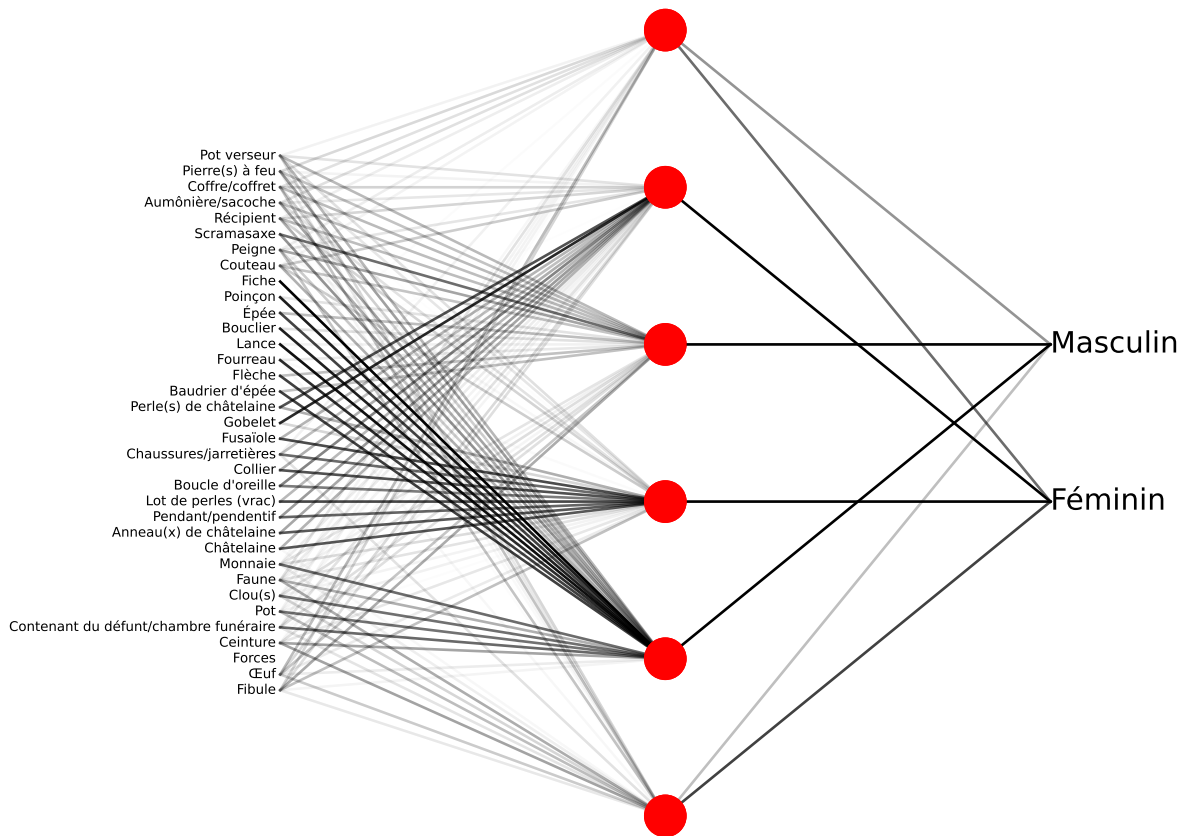 Pot verseur
Pierre(s) à feu
Coffre/coffret
Aumônière/sacoche
Récipient
Scramasaxe
Peigne
Couteau
Fiche
Poinçon
Épée
Bouclier
Lance
Fourreau
Flèche
Baudrier d'épée
Perle(s) de châtelaine
Gobelet
Fusaïole
Chaussures/jarretières
Collier
Boucle d'oreille
Lot de perles (vrac)
Pendant/pendentif
Anneau(x) de châtelaine
Châtelaine
Monnaie
Faune
Clou(s)
Pot
Contenant du défunt/chambre funéraire
Ceinture
Forces
Œuf
Fibule
Masculin
Féminin